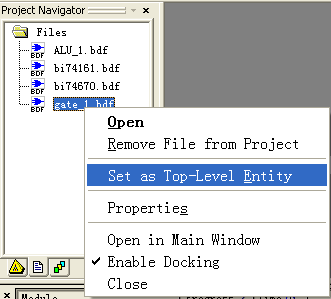 Project Navigator
Files
ALU_1.bdf
bi74161.bdf
bi74670.bdf
gate_1.bdf
Open
Remove File from Project
Set as Top-Level Entity
Properties
Open in Main Window
Enable Docking
Close
Module